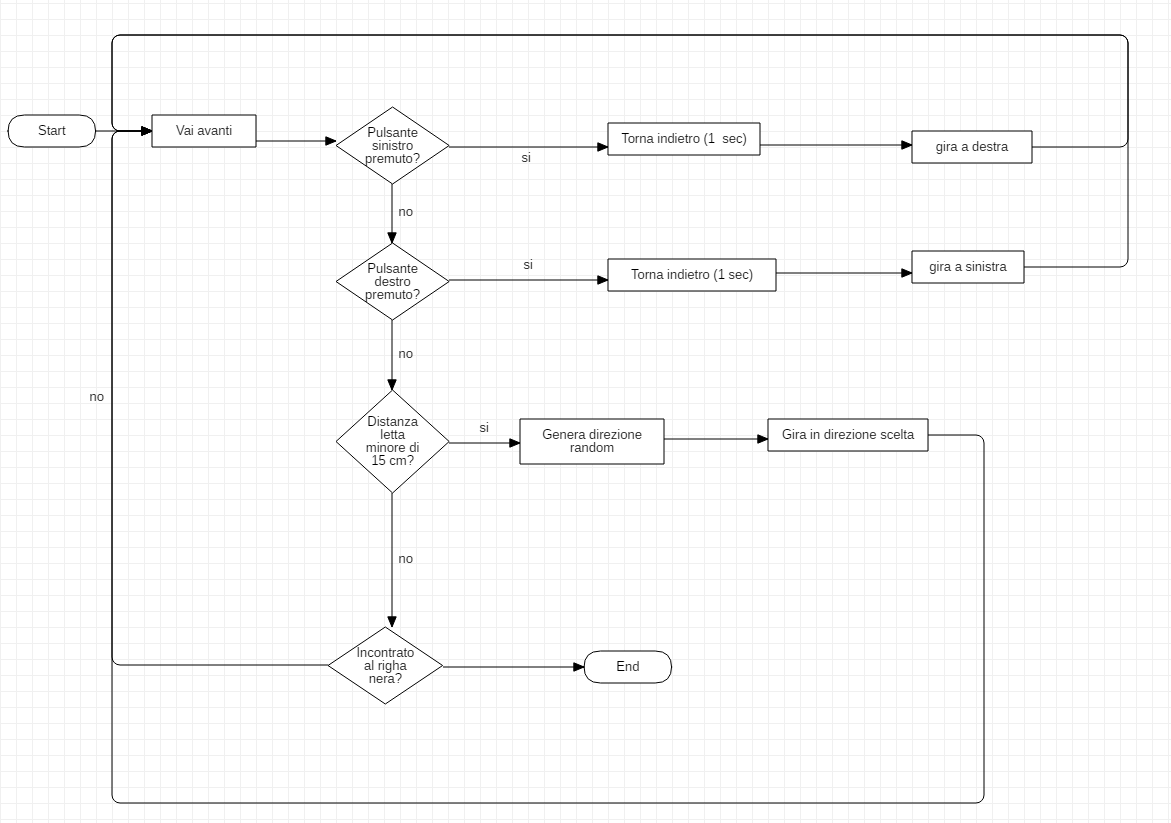 Start
Vai avanti
Pulsante
sinistro
premuto?
si
Torna indietro (1  sec)
gira a destra
no
Pulsante
destro
premuto?
si
Torna indietro (1 sec)
gira a sinistra
no
no
Distanza
letta
minore di
15 cm?
si
Genera direzione
random
Gira in direzione scelta
no
Incontrato
al righa
nera?
End